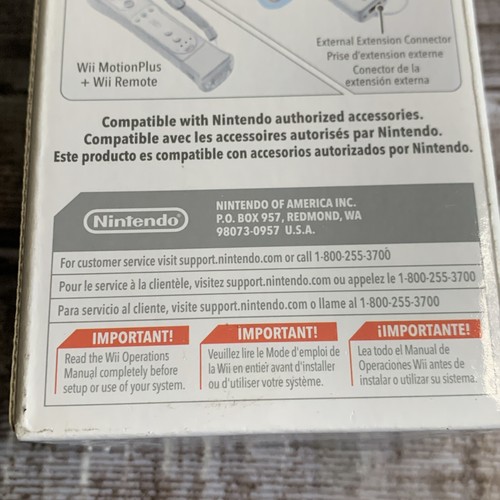 External Extension Connector
Prise d'extension externe
Conector de la
extensión externa
Wii MotionPlus
+ Wii Remote
Compatible with Nintendo authorized accessories.
Compatible avec les accessoires autorisés par Nintendo.
Este producto es compatible con accesorios autorizados por Nintendo.
Nintendo
NINTENDO OF AMERICA INC.
P.O. BOX 957, REDMOND, WA
98073-0957 U.S.A.
For customer service visit support.nintendo.com or call 1-800-255-3700
Pour le service à la clientèle, visitez support.nintendo.com ou appelez le 1-800-255-3700
Para servicio al cliente, visite support.nintendo.com o llame al 1-800-255-3700
IMPORTANT!
Read the Wii Operations
Manual completely before
setup or use of your system.
IMPORTANT!
Veuillez lire le Mode d'emploi de
la Wii en entier avant d'installer
ou d'utiliser votre système.
¡IMPORTANTE!
Lea todo el Manual de
Operaciones Wii antes de
instalar o utilizar su sistema.